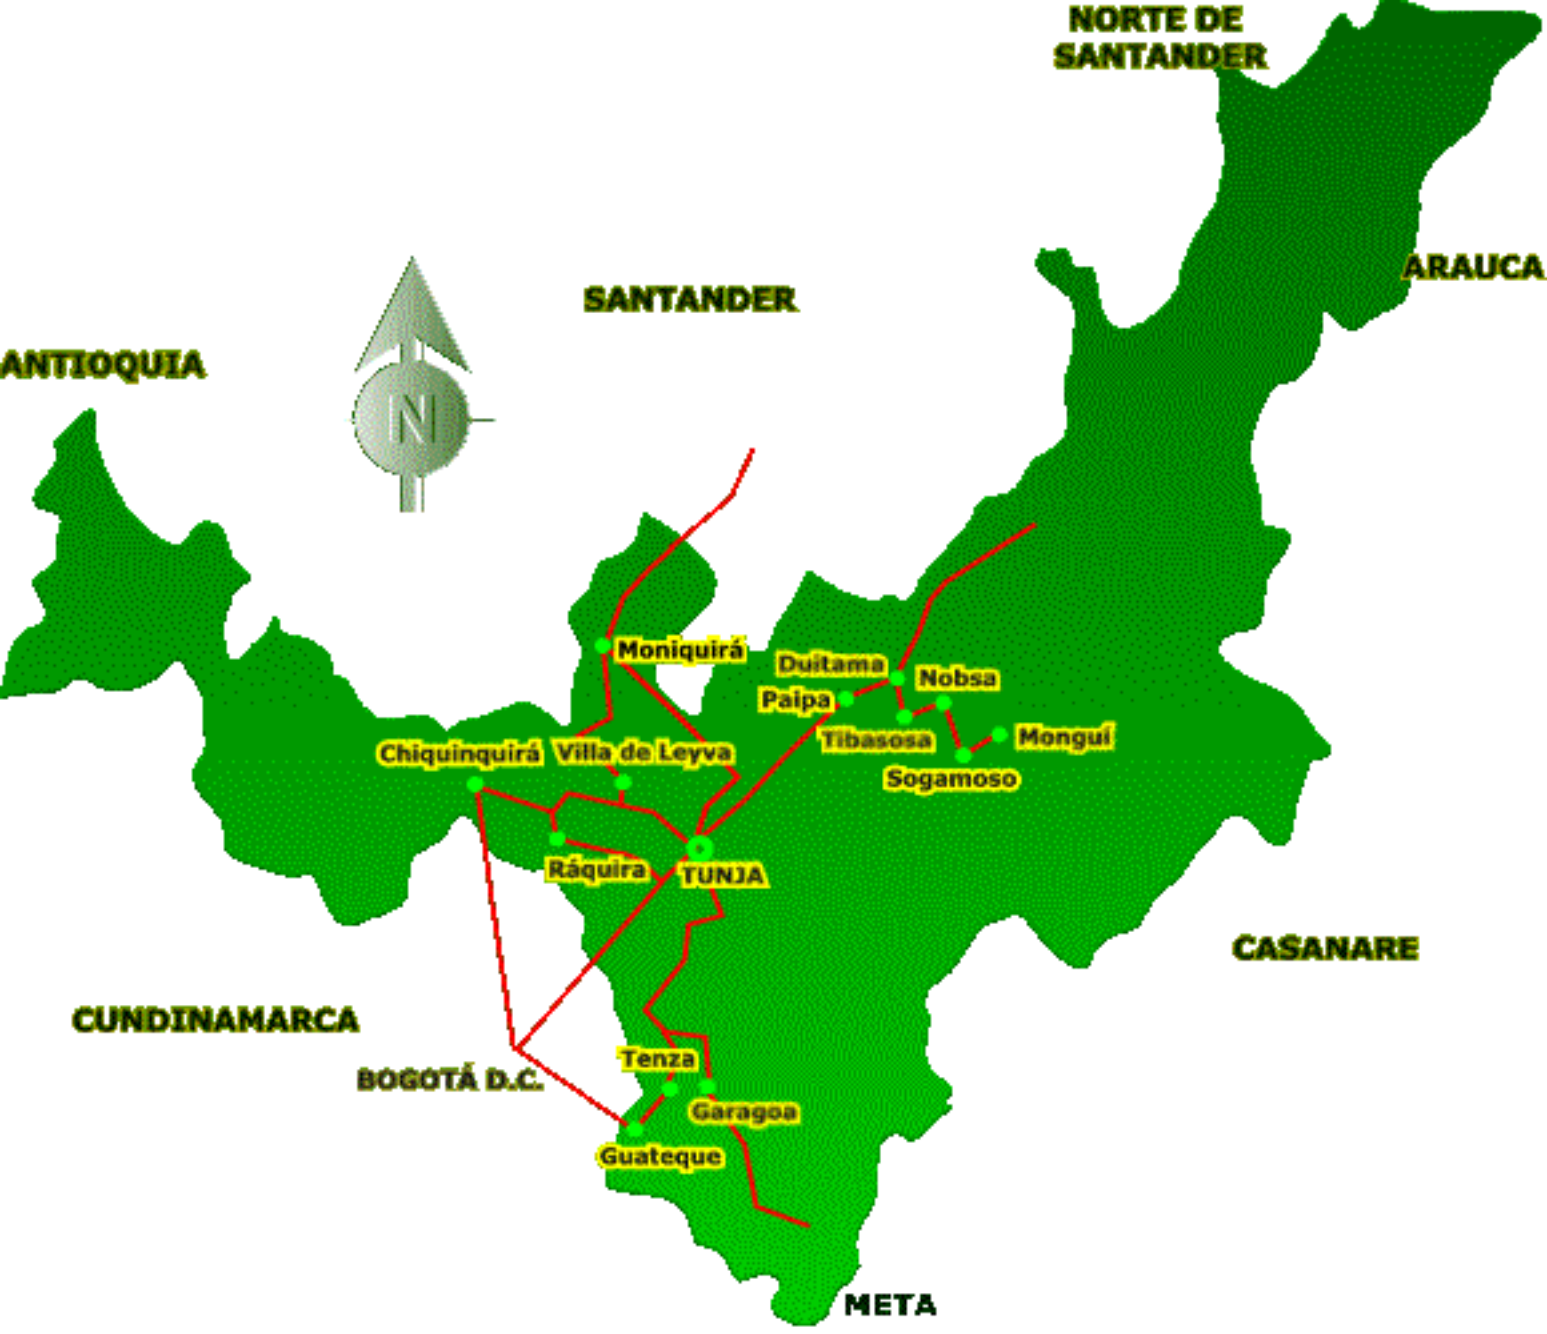 NORTE DE
SANTANDER
ARAUCA
SANTANDER
ANTIOQUIA
N
Moniquirá
Duitama
Nobsa
Paipa
Tibasosa
Monguí
Chiquinquirá
Villa de Leyva
Sogamoso
Ráquira
TUNJA
CASANARE
CUNDINAMARCA
Tenza
BOGOTÁ D.C.
Garagoa
Guateque
META